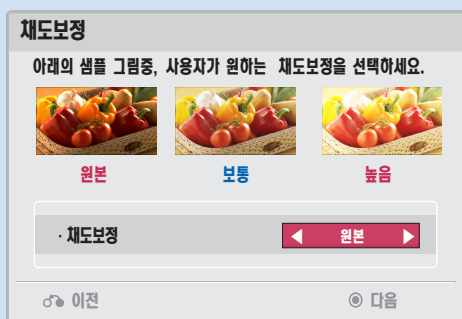 채도보정
아래의 샘플 그림중, 사용자가 원하는 채도보정을 선택하세요.
원본 보통 높음
· 채도보정 ◀ 원본 ▶
이전 ◉ 다음